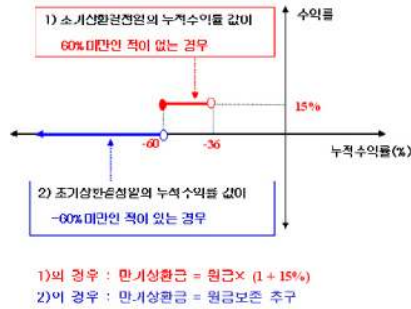 1) 조기상환결정일의 누적수익률 값이
60%미만인 적이 없는 경우
수익률
15%
-60
-36
누적수익률(%)
2) 조기상환결정일의 누적수익률 값이
-60%미만인 적이 있는 경우
1)의 경우 : 만기상환금 = 원금× (1 + 15%)
2)의 경우 : 만기상환금 = 원금보존 추구